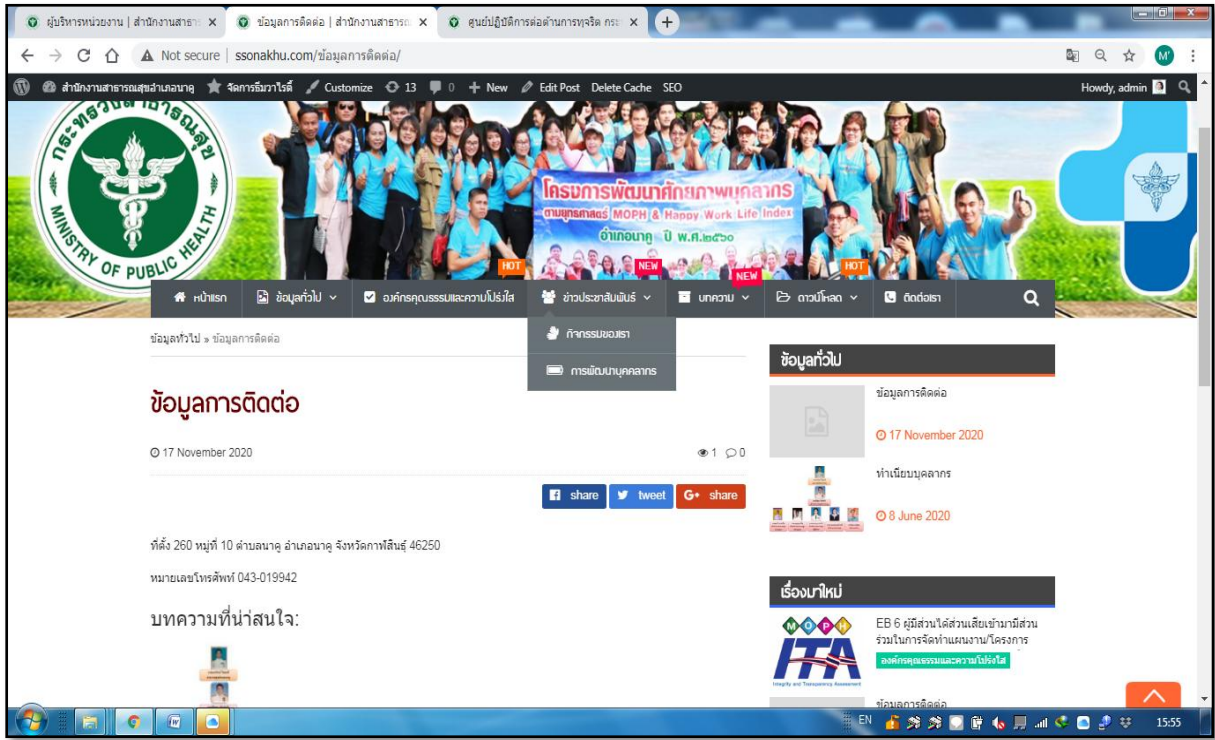 ผู้บริหารหน่วยงาน | สำนักงานสาธาร
ข้อมูลการติดต่อ | สำนักงานสาธารณ
ศูนย์ปฏิบัติการต่อต้านการทุจริต กระ
Not secure | ssonakhu.com/ข้อมูลการติดต่อ/
M'
สำนักงานสาธารณสุขอำเภอนาคู จัดการธีมวาไรตี้ Customize 13 0 + New Edit Post Delete Cache SEO Howdy, admin
กระทรวงสาธารณสุข
MINISTRY OF PUBLIC HEALTH
โครงการพัฒนาศักยภาพบุคลากร
ตามยุทธศาสตร์ MOPH & Happy Work Life Index
อำเภอนาคู ปี พ.ศ.๒๕๖๐
HOT NEW NEW HOT
หน้าแรก ข้อมูลทั่วไป องค์กรคุณธรรมและความโปร่งใส ข่าวประชาสัมพันธ์ บทความ ดาวน์โหลด ติดต่อเรา
กิจกรรมของเรา
การพัฒนาบุคคลากร
ข้อมูลทั่วไป » ข้อมูลการติดต่อ
ข้อมูลการติดต่อ
17 November 2020 1 0
share tweet G+ share
ที่ตั้ง 260 หมู่ที่ 10 ตำบลนาคู อำเภอนาคู จังหวัดกาฬสินธุ์ 46250
หมายเลขโทรศัพท์ 043-019942
บทความที่น่าสนใจ:
ข้อมูลทั่วไป
ข้อมูลการติดต่อ
17 November 2020
ทำเนียบบุคลากร
8 June 2020
เรื่องมาใหม่
MOPH
ITA
Integrity and Transparency Assessment
EB 6 ผู้มีส่วนได้ส่วนเสียเข้ามามีส่วน
ร่วมในการจัดทำแผนงาน/โครงการ
องค์กรคุณธรรมและความโปร่งใส
ข้อมูลการติดต่อ
EN 15:55